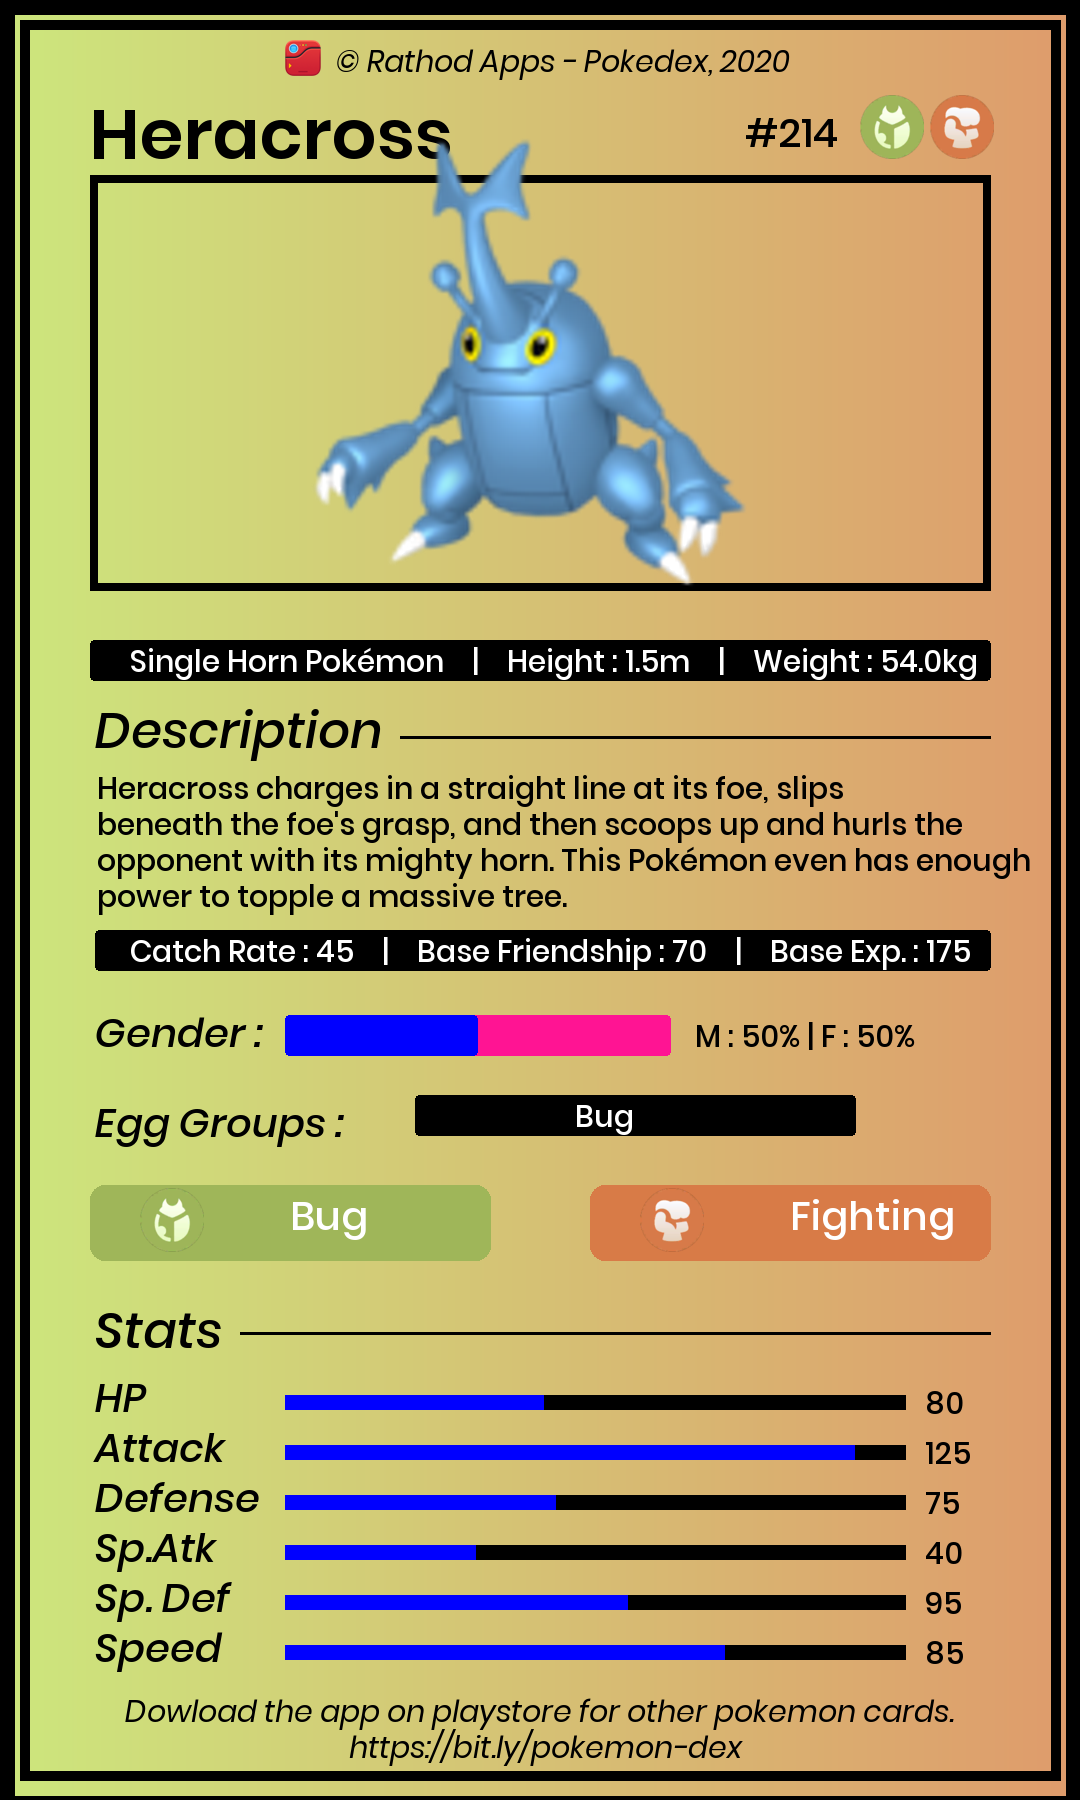 © Rathod Apps - Pokedex, 2020
Heracross #214
Single Horn Pokémon | Height : 1.5m | Weight : 54.0kg
Description
Heracross charges in a straight line at its foe, slips
beneath the foe's grasp, and then scoops up and hurls the
opponent with its mighty horn. This Pokémon even has enough
power to topple a massive tree.
Catch Rate : 45 | Base Friendship : 70 | Base Exp. : 175
Gender : M : 50% | F : 50%
Egg Groups : Bug
Bug Fighting
Stats
HP 80
Attack 125
Defense 75
Sp.Atk 40
Sp. Def 95
Speed 85
Dowload the app on playstore for other pokemon cards.
https://bit.ly/pokemon-dex